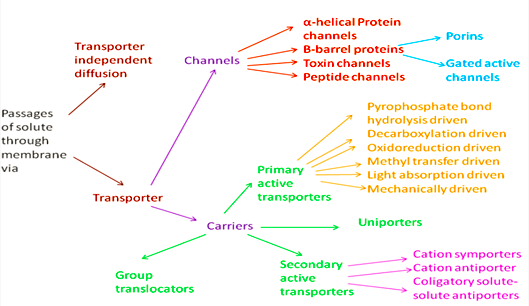 Passages
of solute
through
membrane
via
Transporter
independent
diffusion
Transporter
Channels
α-helical Protein
channels
B-barrel proteins
Toxin channels
Peptide channels
Porins
Gated active
channels
Carriers
Primary
active
transporters
Pyrophosphate bond
hydrolysis driven
Decarboxylation driven
Oxidoreduction driven
Methyl transfer driven
Light absorption driven
Mechanically driven
Uniporters
Secondary
active
transporters
Cation symporters
Cation antiporter
Coligatory solute-
solute antiporters
Group
translocators